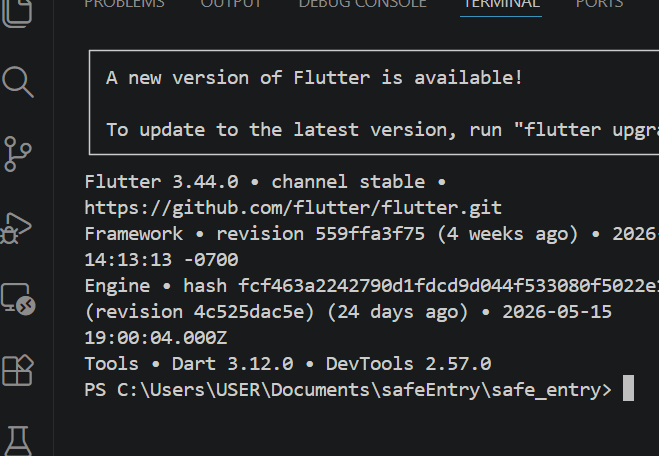 PROBLEMS OUTPUT DEBUG CONSOLE TERMINAL PORTS
A new version of Flutter is available!
To update to the latest version, run "flutter upgra
Flutter 3.44.0 • channel stable •
https://github.com/flutter/flutter.git
Framework • revision 559ffa3f75 (4 weeks ago) • 2026-
14:13:13 -0700
Engine • hash fcf463a2242790d1fdcd9d044f533080f5022e
(revision 4c525dac5e) (24 days ago) • 2026-05-15
19:00:04.000Z
Tools • Dart 3.12.0 • DevTools 2.57.0
PS C:\Users\USER\Documents\safeEntry\safe_entry>